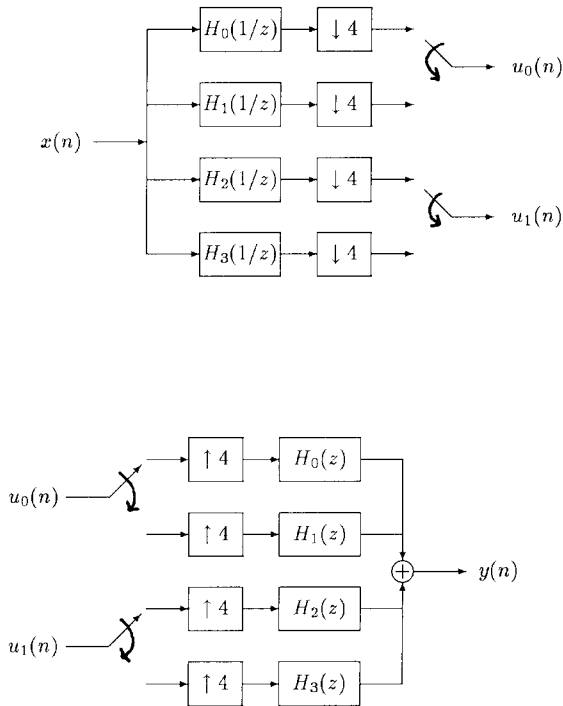 H₀(1/z) ↓ 4
u₀(n)
H₁(1/z) ↓ 4
x(n)
H₂(1/z) ↓ 4
u₁(n)
H₃(1/z) ↓ 4
↑ 4 H₀(z)
u₀(n)
↑ 4 H₁(z)
+ y(n)
↑ 4 H₂(z)
u₁(n)
↑ 4 H₃(z)